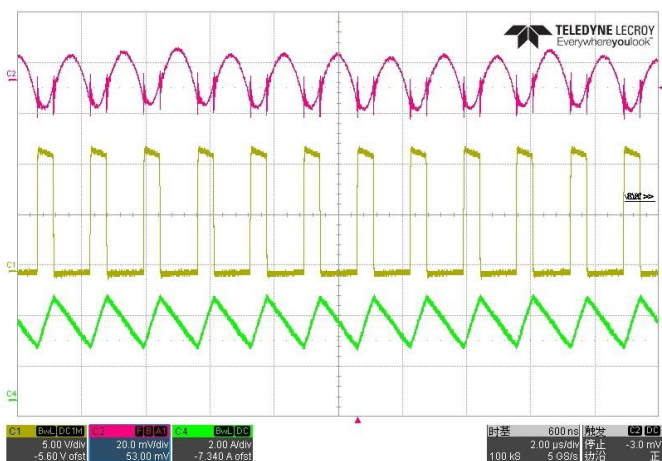 TELEDYNE LECROY
Everywhereyoulook™
C2
C1
C4
C1 BwL DC1M
5.00 V/div
-5.60 V ofst
C2 F B A1
20.0 mV/div
53.00 mV
C4 BwL DC
2.00 A/div
-7.340 A ofst
时基 600 ns
2.00 µs/div
100 kS 5 GS/s
触发 C2 DC
停止 -3.0 mV
边沿 正